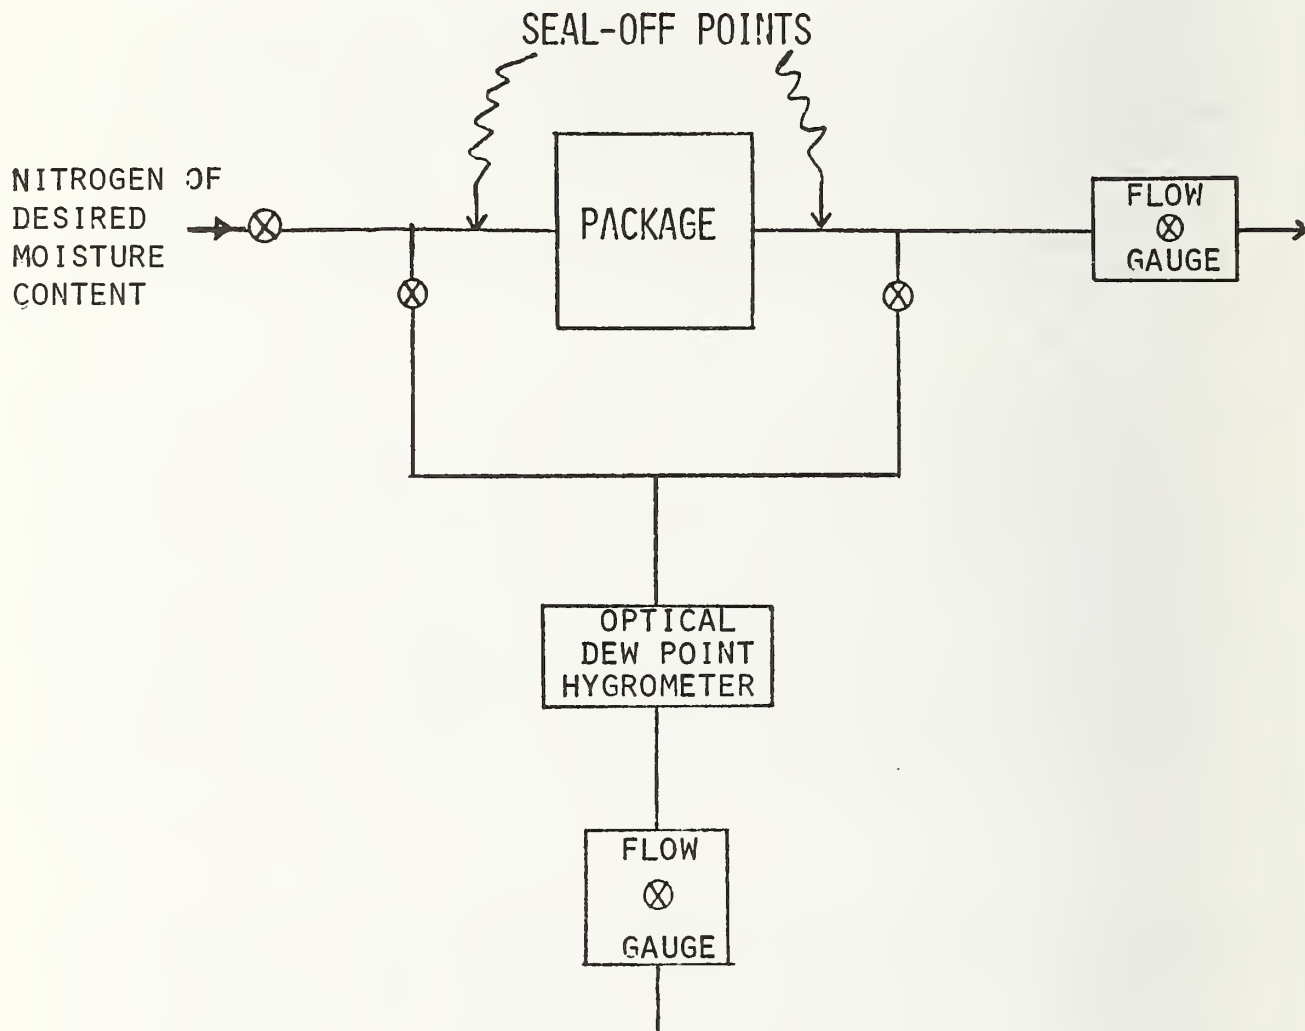 SEAL-OFF POINTS
NITROGEN OF
DESIRED
MOISTURE
CONTENT
PACKAGE
FLOW
GAUGE
OPTICAL
DEW POINT
HYGROMETER
FLOW
GAUGE